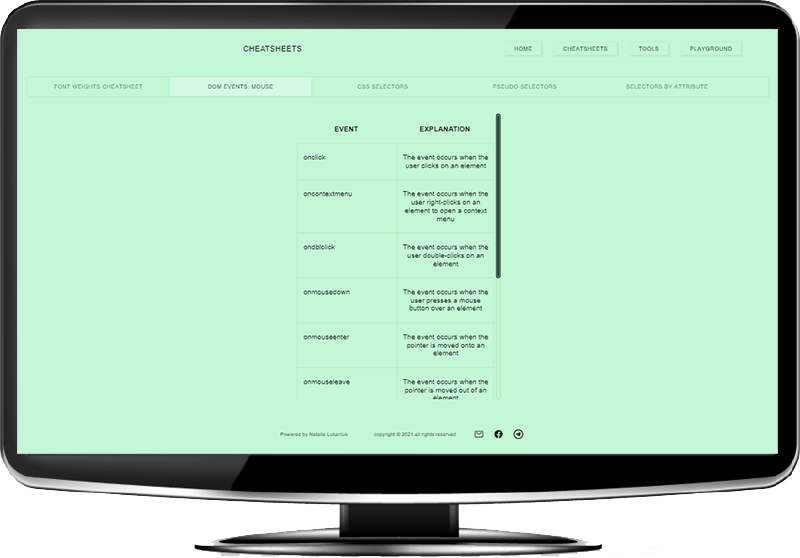 CHEATSHEETS
HOME CHEATSHEETS TOOLS PLAYGROUND
FONT WEIGHTS CHEATSHEET DOM EVENTS: MOUSE CSS SELECTORS PSEUDO-SELECTORS SELECTORS BY ATTRIBUTE
EVENT EXPLANATION
onclick
The event occurs when the
user clicks on an element
oncontextmenu
The event occurs when the
user right-clicks on an
element to open a context
menu
ondblclick
The event occurs when the
user double-clicks on an
element
onmousedown
The event occurs when the
user presses a mouse
button over an element
onmouseenter
The event occurs when the
pointer is moved onto an
element
onmouseleave
The event occurs when the
pointer is moved out of an
element
Powered by Natalie Lukaniuk copyright © 2021 all rights reserved